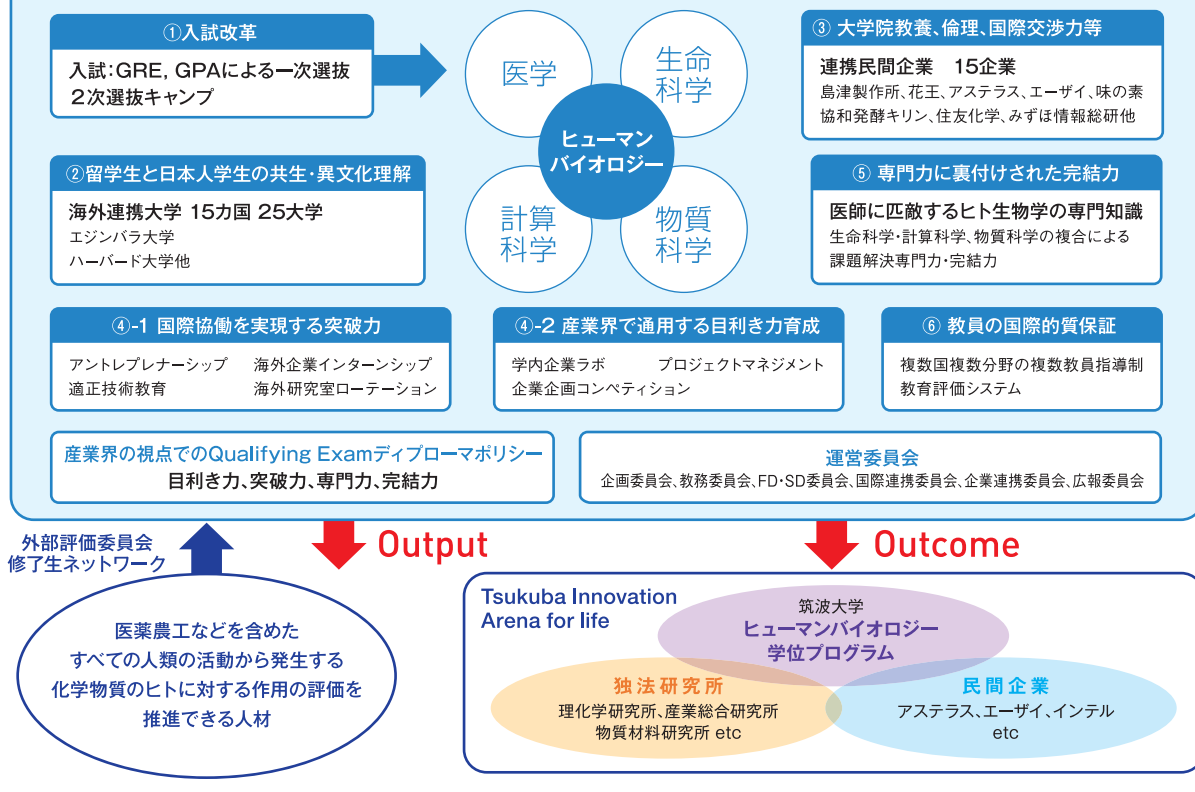 ①入試改革
入試:GRE, GPAによる一次選抜
2次選抜キャンプ
医学
生命
科学
ヒューマン
バイオロジー
計算
科学
物質
科学
③ 大学院教養、倫理、国際交渉力等
連携民間企業　15企業
島津製作所、花王、アステラス、エーザイ、味の素
協和発酵キリン、住友化学、みずほ情報総研他
②留学生と日本人学生の共生・異文化理解
海外連携大学 15カ国 25大学
エジンバラ大学
ハーバード大学他
⑤ 専門力に裏付けされた完結力
医師に匹敵するヒト生物学の専門知識
生命科学・計算科学、物質科学の複合による
課題解決専門力・完結力
④-1 国際協働を実現する突破力
アントレプレナーシップ　海外企業インターンシップ
適正技術教育　海外研究室ローテーション
④-2 産業界で通用する目利き力育成
学内企業ラボ　プロジェクトマネジメント
企業企画コンペティション
⑥ 教員の国際的質保証
複数国複数分野の複数教員指導制
教育評価システム
産業界の視点でのQualifying Examディプローマポリシー
目利き力、突破力、専門力、完結力
運営委員会
企画委員会、教務委員会、FD・SD委員会、国際連携委員会、企業連携委員会、広報委員会
外部評価委員会
修了生ネットワーク
Output
Outcome
医薬農工などを含めた
すべての人類の活動から発生する
化学物質のヒトに対する作用の評価を
推進できる人材
Tsukuba Innovation
Arena for life
筑波大学
ヒューマンバイオロジー
学位プログラム
独法研究所
理化学研究所、産業総合研究所
物質材料研究所 etc
民間企業
アステラス、エーザイ、インテル
etc